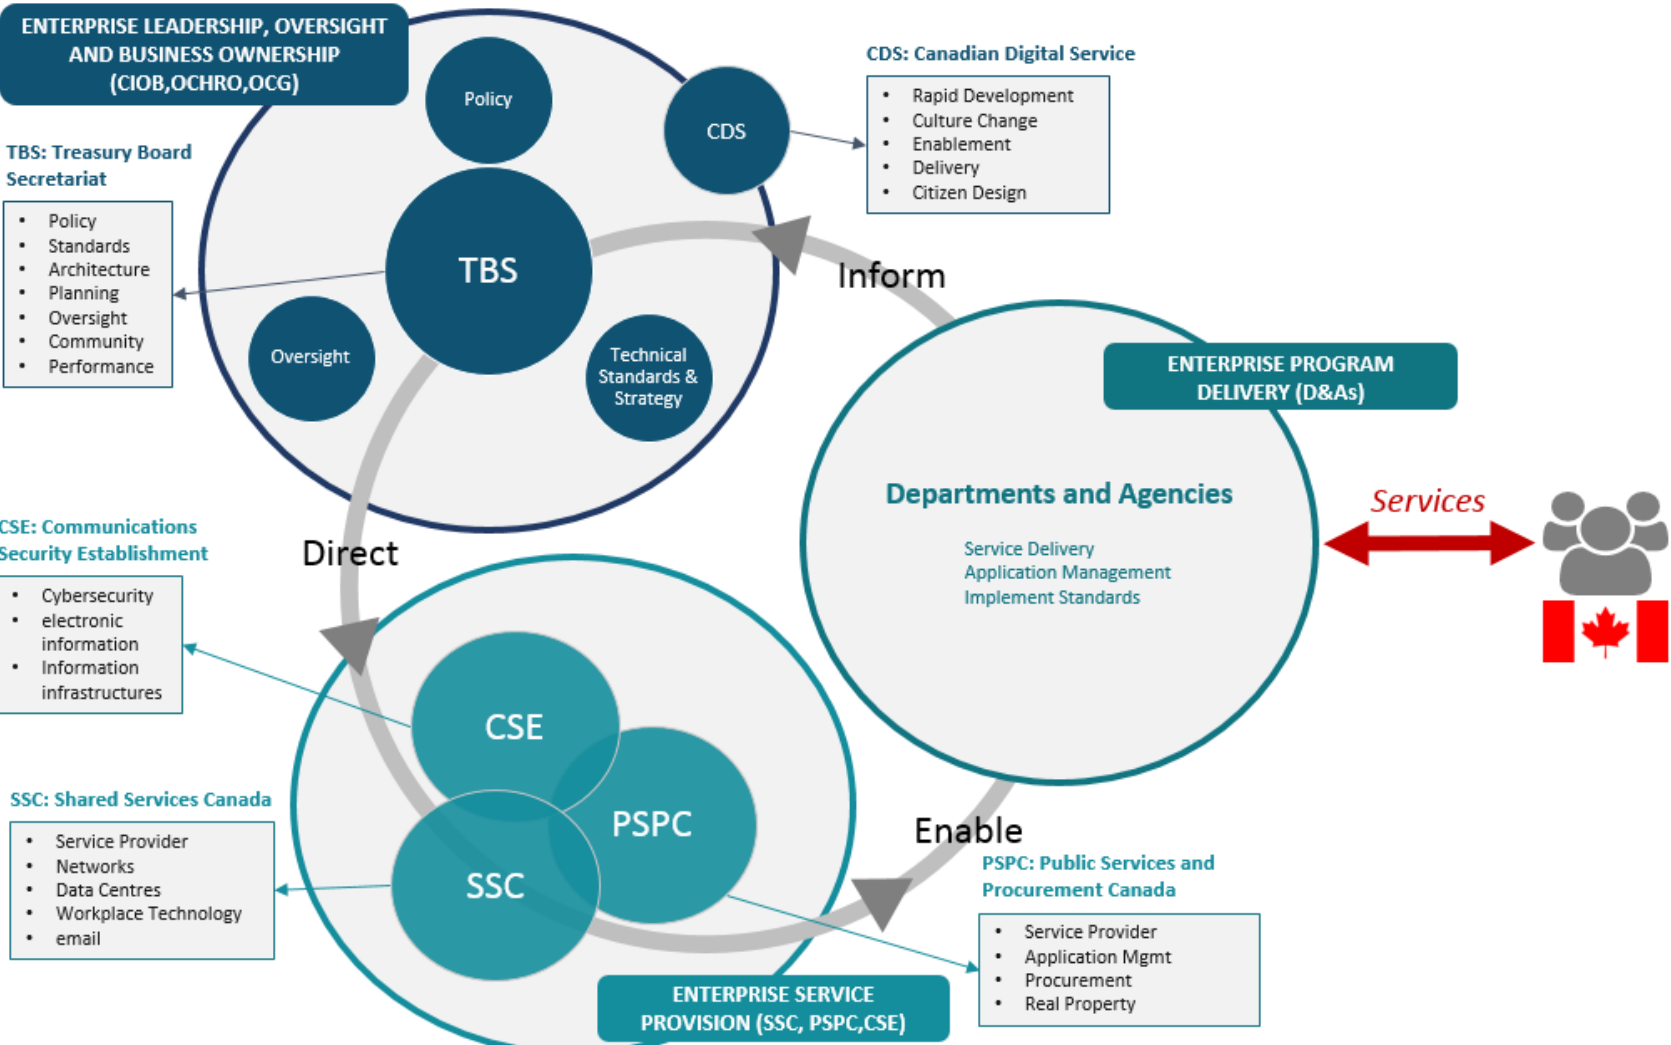 ENTERPRISE LEADERSHIP, OVERSIGHT
AND BUSINESS OWNERSHIP
(CIOB,OCHRO,OCG)
Policy
CDS
CDS: Canadian Digital Service
• Rapid Development
• Culture Change
• Enablement
• Delivery
• Citizen Design
TBS: Treasury Board
Secretariat
• Policy
• Standards
• Architecture
• Planning
• Oversight
• Community
• Performance
TBS
Oversight
Technical
Standards &
Strategy
Inform
ENTERPRISE PROGRAM
DELIVERY (D&As)
Departments and Agencies
Service Delivery
Application Management
Implement Standards
Services
Direct
CSE: Communications
Security Establishment
• Cybersecurity
• electronic
information
• Information
infrastructures
CSE
PSPC
SSC
SSC: Shared Services Canada
• Service Provider
• Networks
• Data Centres
• Workplace Technology
• email
Enable
PSPC: Public Services and
Procurement Canada
• Service Provider
• Application Mgmt
• Procurement
• Real Property
ENTERPRISE SERVICE
PROVISION (SSC, PSPC,CSE)